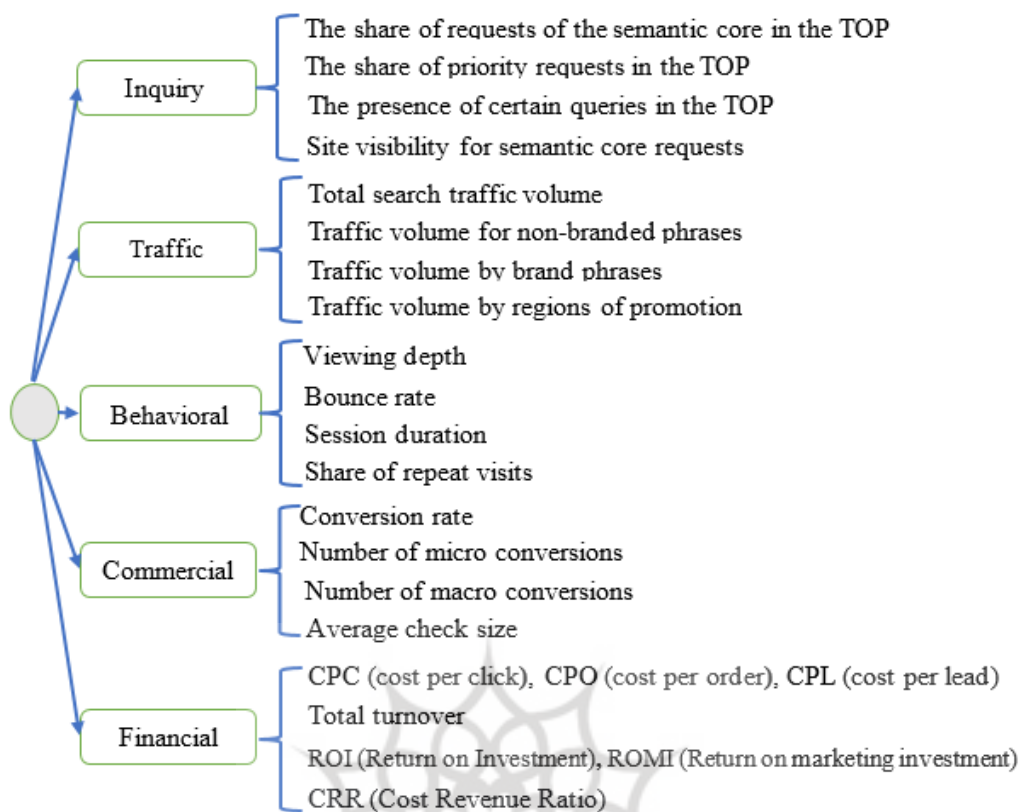 Inquiry
The share of requests of the semantic core in the TOP
The share of priority requests in the TOP
The presence of certain queries in the TOP
Site visibility for semantic core requests
Traffic
Total search traffic volume
Traffic volume for non-branded phrases
Traffic volume by brand phrases
Traffic volume by regions of promotion
Behavioral
Viewing depth
Bounce rate
Session duration
Share of repeat visits
Commercial
Conversion rate
Number of micro conversions
Number of macro conversions
Average check size
Financial
CPC (cost per click), CPO (cost per order), CPL (cost per lead)
Total turnover
ROI (Return on Investment), ROMI (Return on marketing investment)
CRR (Cost Revenue Ratio)